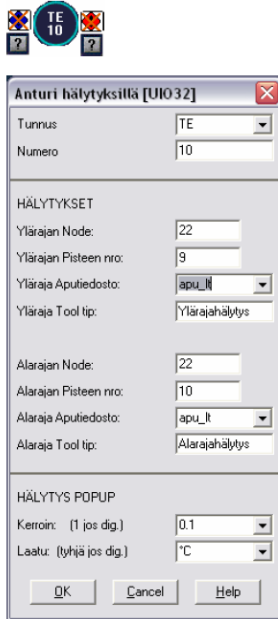 TE
10
?
?
Anturi hälytyksillä [UIO32]
Tunnus TE
Numero 10
HÄLYTYKSET
Ylärajan Node: 22
Ylärajan Pisteen nro: 9
Yläraja Aputiedosto: apu_lt
Yläraja Tool tip: Ylärajahälytys
Alarajan Node: 22
Alarajan Pisteen nro: 10
Alaraja Aputiedosto: apu_lt
Alaraja Tool tip: Alarajahälytys
HÄLYTYS POPUP
Kerroin: (1 jos dig.) 0.1
Laatu: (tyhjä jos dig.) °C
OK Cancel Help